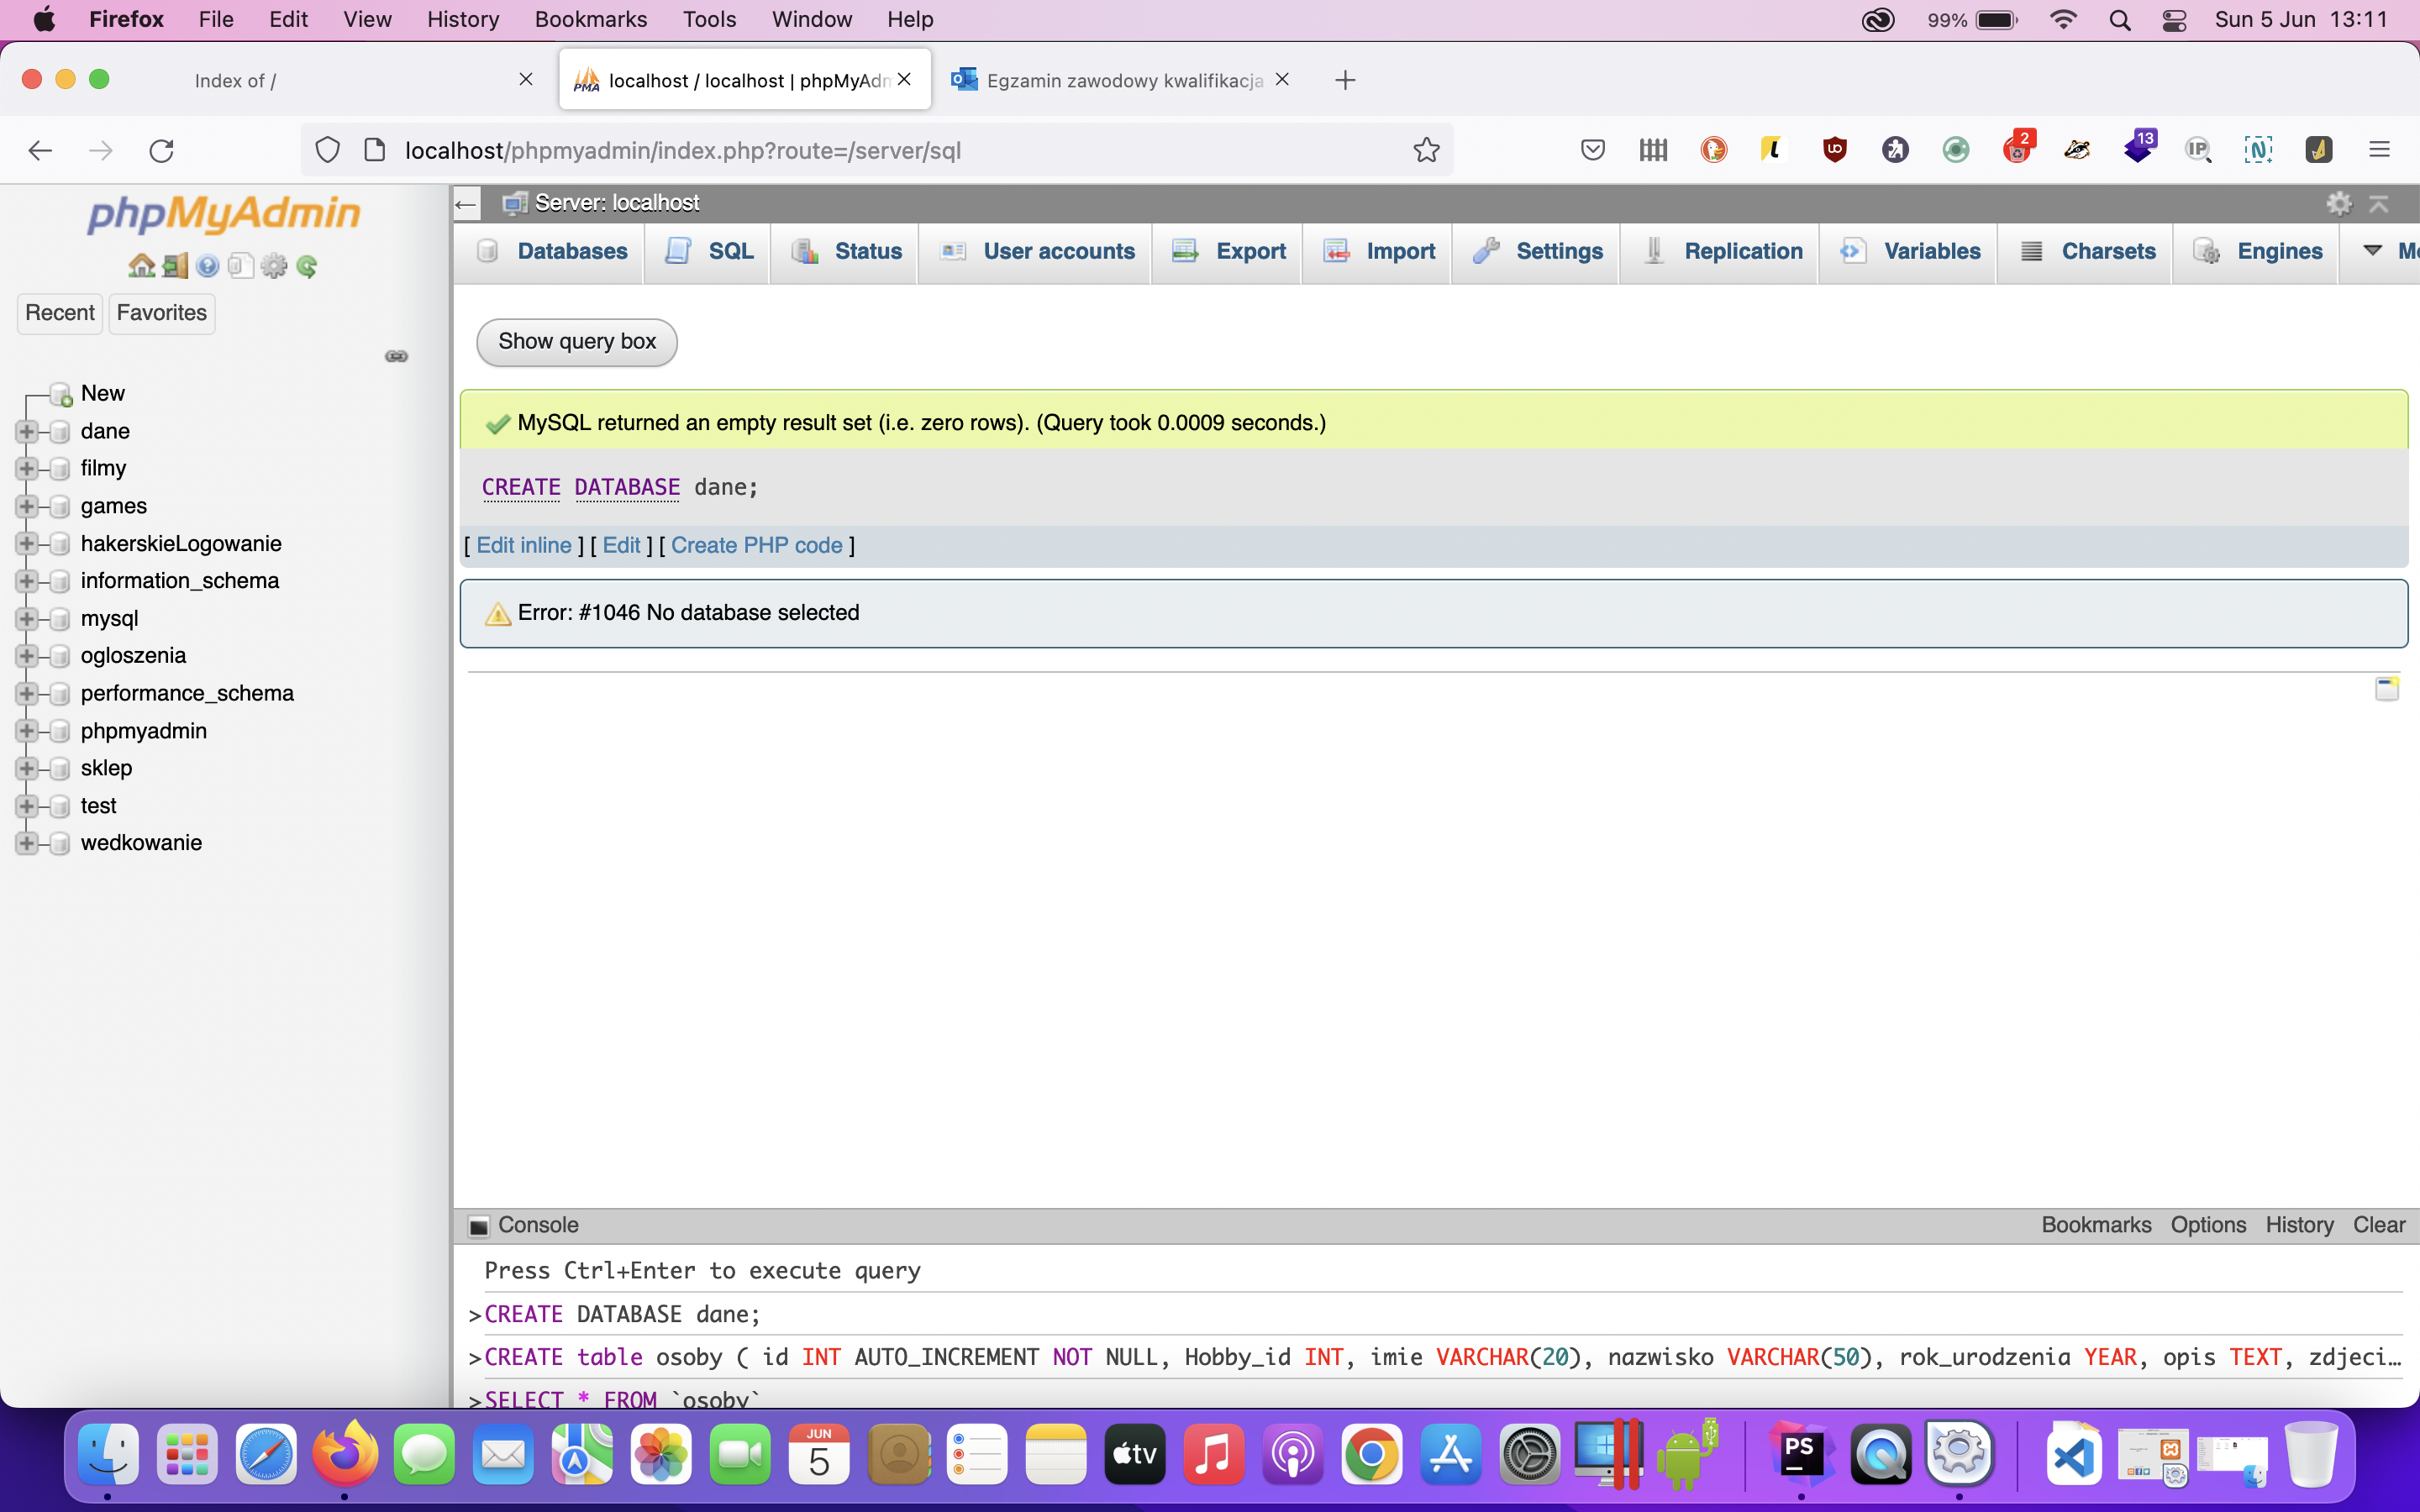 Firefox File Edit View History Bookmarks Tools Window Help 99% Sun 5 Jun 13:11
Index of / localhost / localhost | phpMyAdm Egzamin zawodowy kwalifikacja
localhost/phpmyadmin/index.php?route=/server/sql 2 13 IP
phpMyAdmin
Recent Favorites
New
dane
filmy
games
hakerskieLogowanie
information_schema
mysql
ogloszenia
performance_schema
phpmyadmin
sklep
test
wedkowanie
Server: localhost
Databases SQL Status User accounts Export Import Settings Replication Variables Charsets Engines
Show query box
MySQL returned an empty result set (i.e. zero rows). (Query took 0.0009 seconds.)
CREATE DATABASE dane;
[ Edit inline ] [ Edit ] [ Create PHP code ]
Error: #1046 No database selected
Console Bookmarks Options History Clear
Press Ctrl+Enter to execute query
>CREATE DATABASE dane;
>CREATE table osoby ( id INT AUTO_INCREMENT NOT NULL, Hobby_id INT, imie VARCHAR(20), nazwisko VARCHAR(50), rok_urodzenia YEAR, opis TEXT, zdjeci…
>SELECT * FROM `osoby`
JUN
5
tv
PS